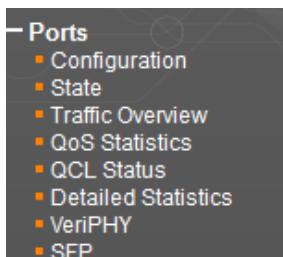 Ports
Configuration
State
Traffic Overview
QoS Statistics
QCL Status
Detailed Statistics
VeriPHY
SFP